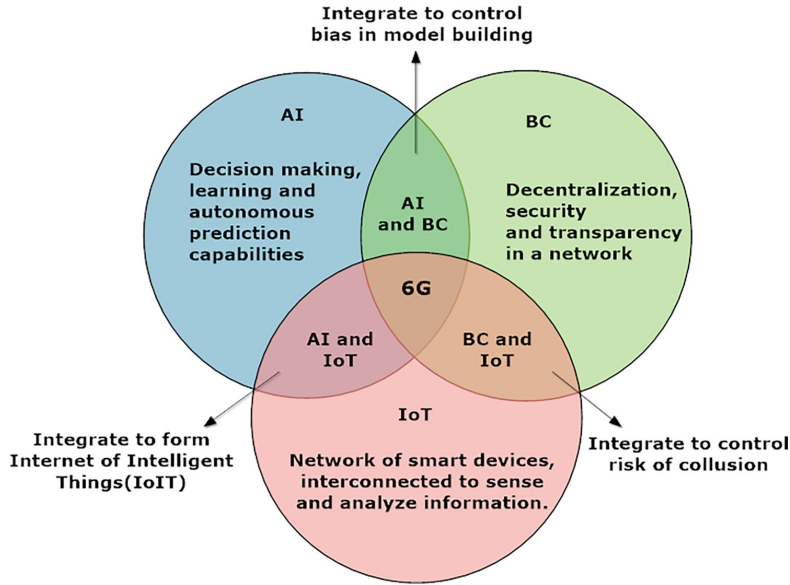 Integrate to control
bias in model building
AI
BC
Decision making,
learning and
autonomous
prediction
capabilities
Decentralization,
security
and transparency
in a network
AI
and BC
6G
AI and
IoT
BC and
IoT
IoT
Network of smart devices,
interconnected to sense
and analyze information.
Integrate to form
Internet of Intelligent
Things(IoIT)
Integrate to control
risk of collusion